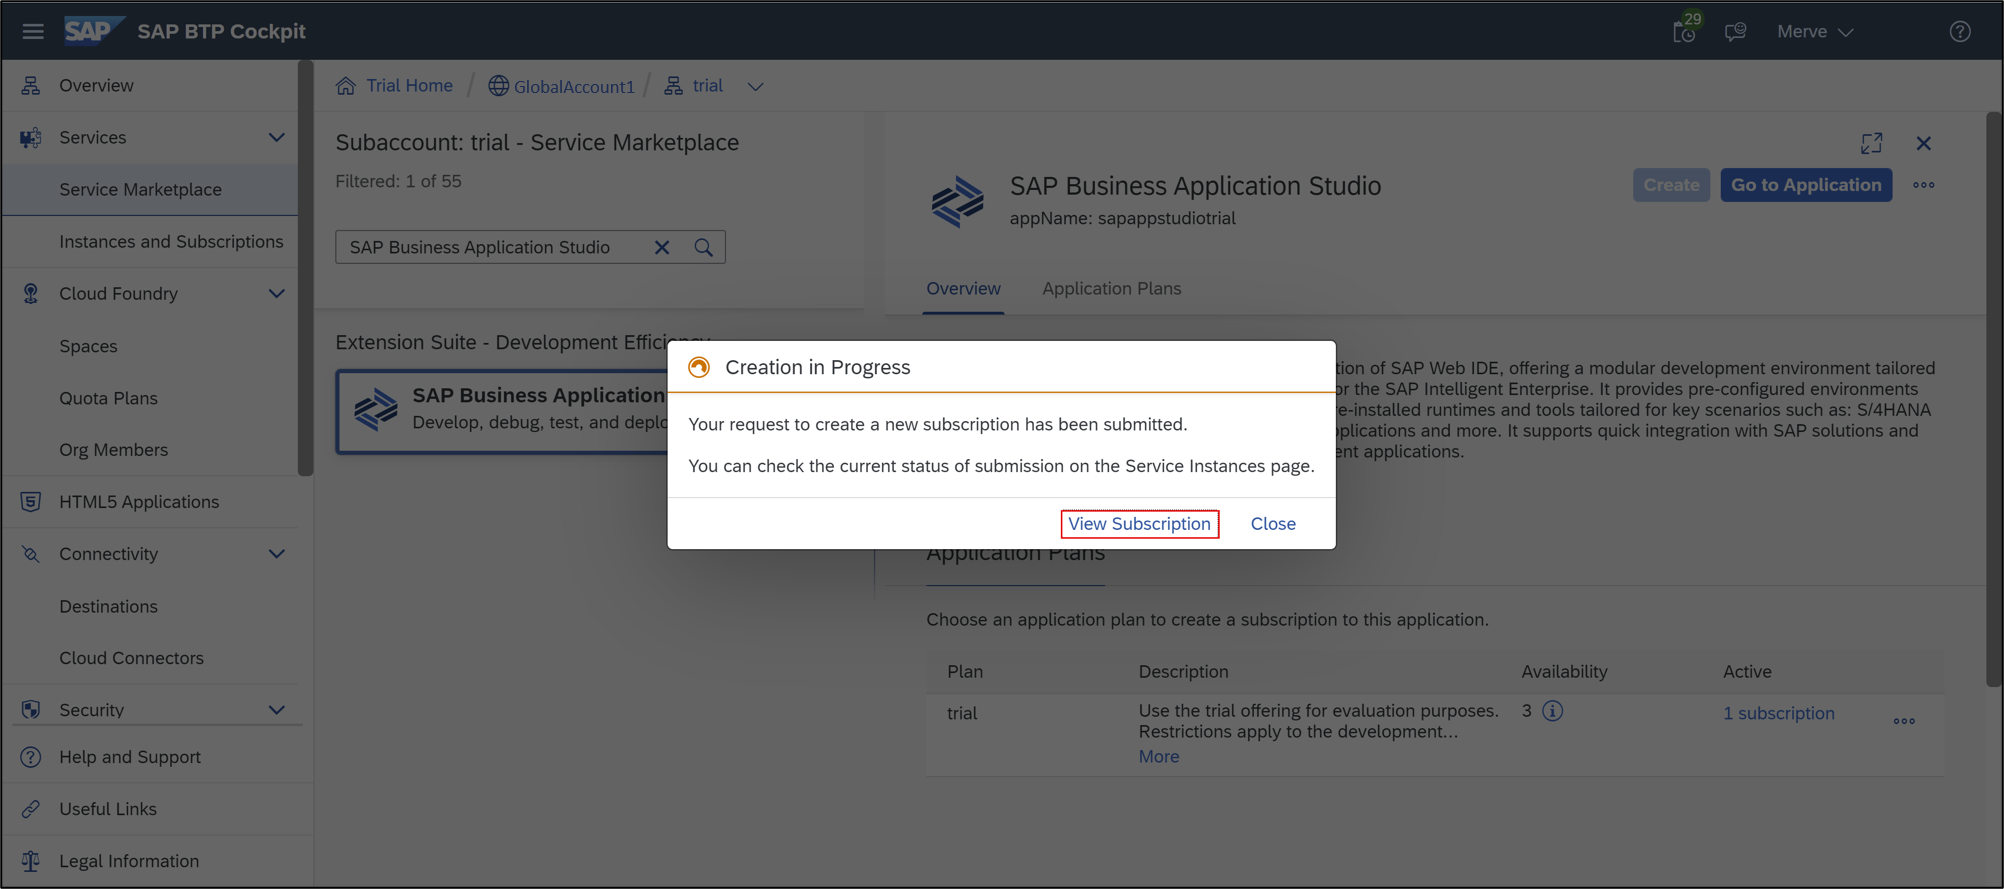 SAP SAP BTP Cockpit
29
Merve
Overview
Services
Service Marketplace
Instances and Subscriptions
Cloud Foundry
Spaces
Quota Plans
Org Members
HTML5 Applications
Connectivity
Destinations
Cloud Connectors
Security
Help and Support
Useful Links
Legal Information
Trial Home / GlobalAccount1 / trial
Subaccount: trial - Service Marketplace
Filtered: 1 of 55
SAP Business Application Studio
Extension Suite - Development Efficiency
SAP Business Application
Develop, debug, test, and deplo
SAP Business Application Studio
appName: sapappstudiotrial
Create
Go to Application
Overview
Application Plans
tion of SAP Web IDE, offering a modular development environment tailored
or the SAP Intelligent Enterprise. It provides pre-configured environments
e-installed runtimes and tools tailored for key scenarios such as: S/4HANA
plications and more. It supports quick integration with SAP solutions and
ent applications.
Creation in Progress
Your request to create a new subscription has been submitted.
You can check the current status of submission on the Service Instances page.
View Subscription
Close
Application Plans
Choose an application plan to create a subscription to this application.
Plan Description Availability Active
trial Use the trial offering for evaluation purposes. 3 1 subscription
Restrictions apply to the development...
More